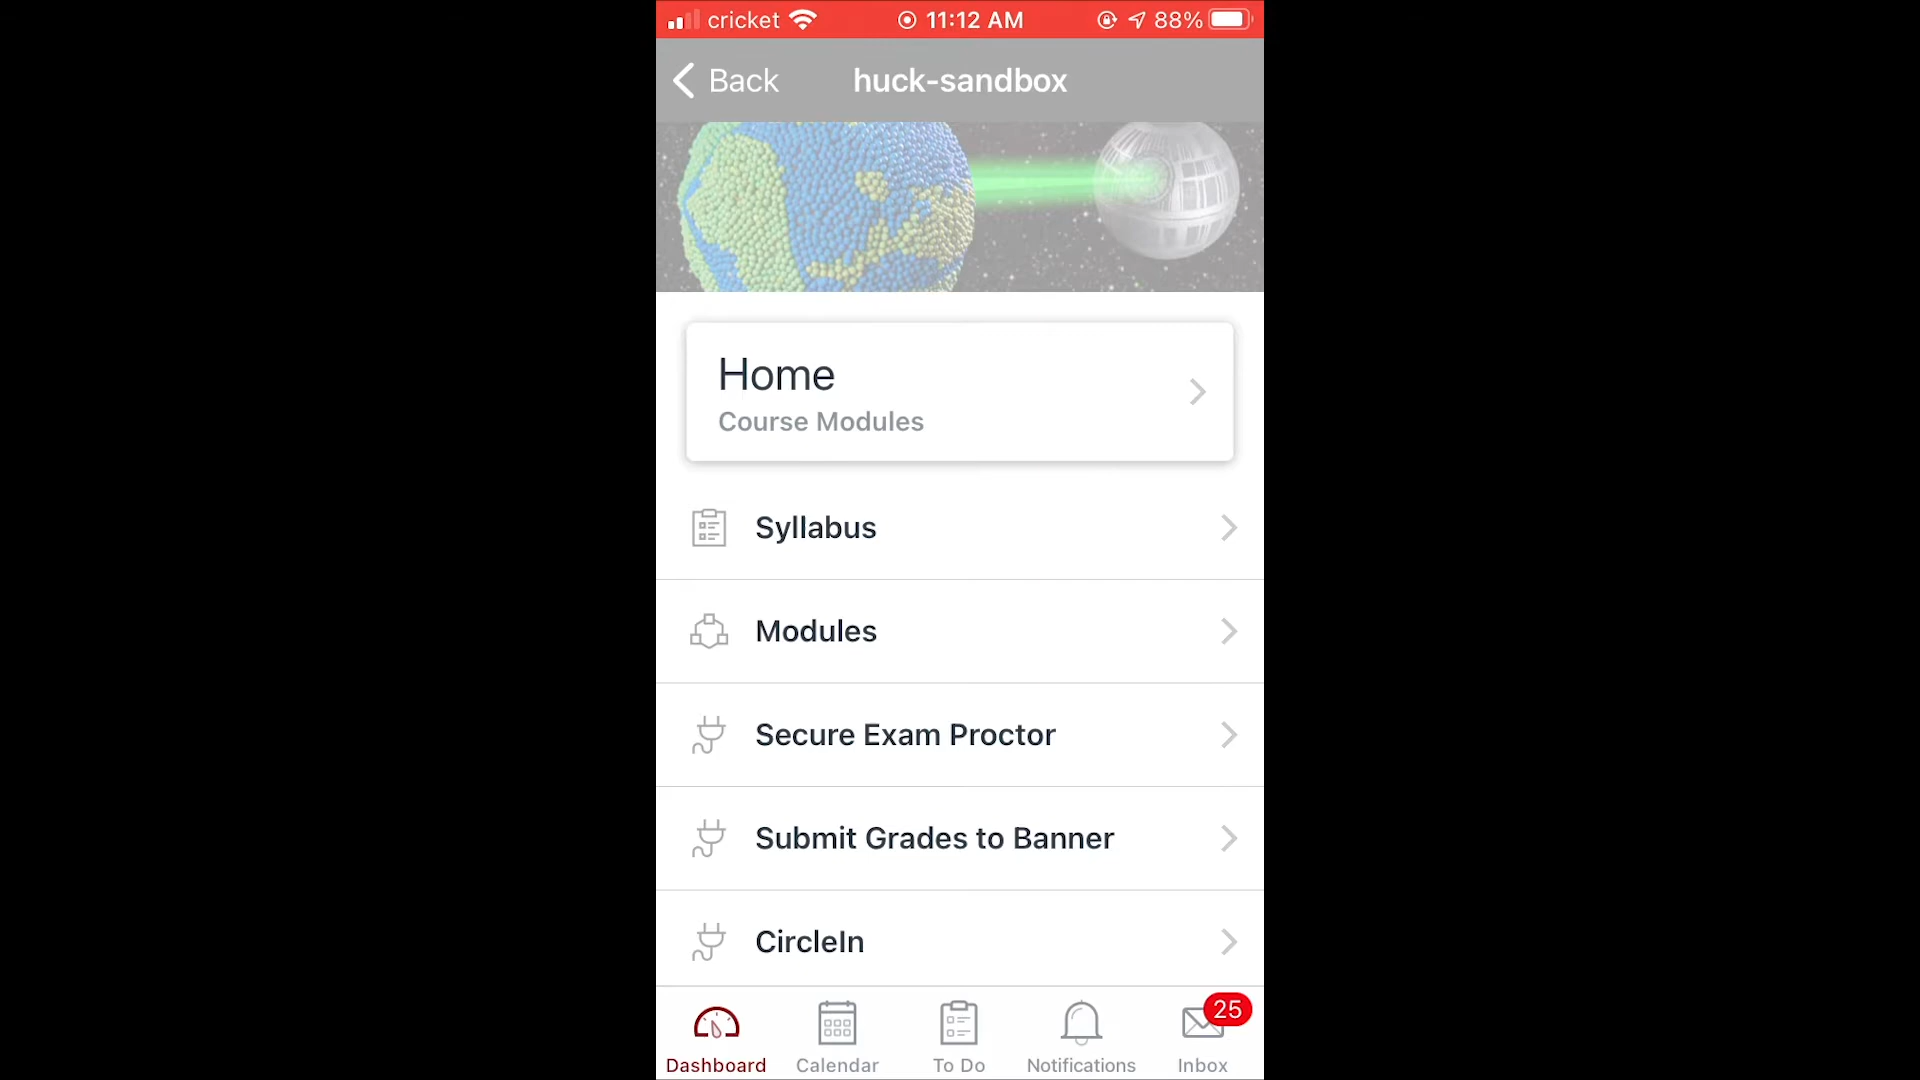 cricket 11:12 AM 88%
Back huck-sandbox
Home
Course Modules
Syllabus
Modules
Secure Exam Proctor
Submit Grades to Banner
CircleIn
25
Dashboard Calendar To Do Notifications Inbox